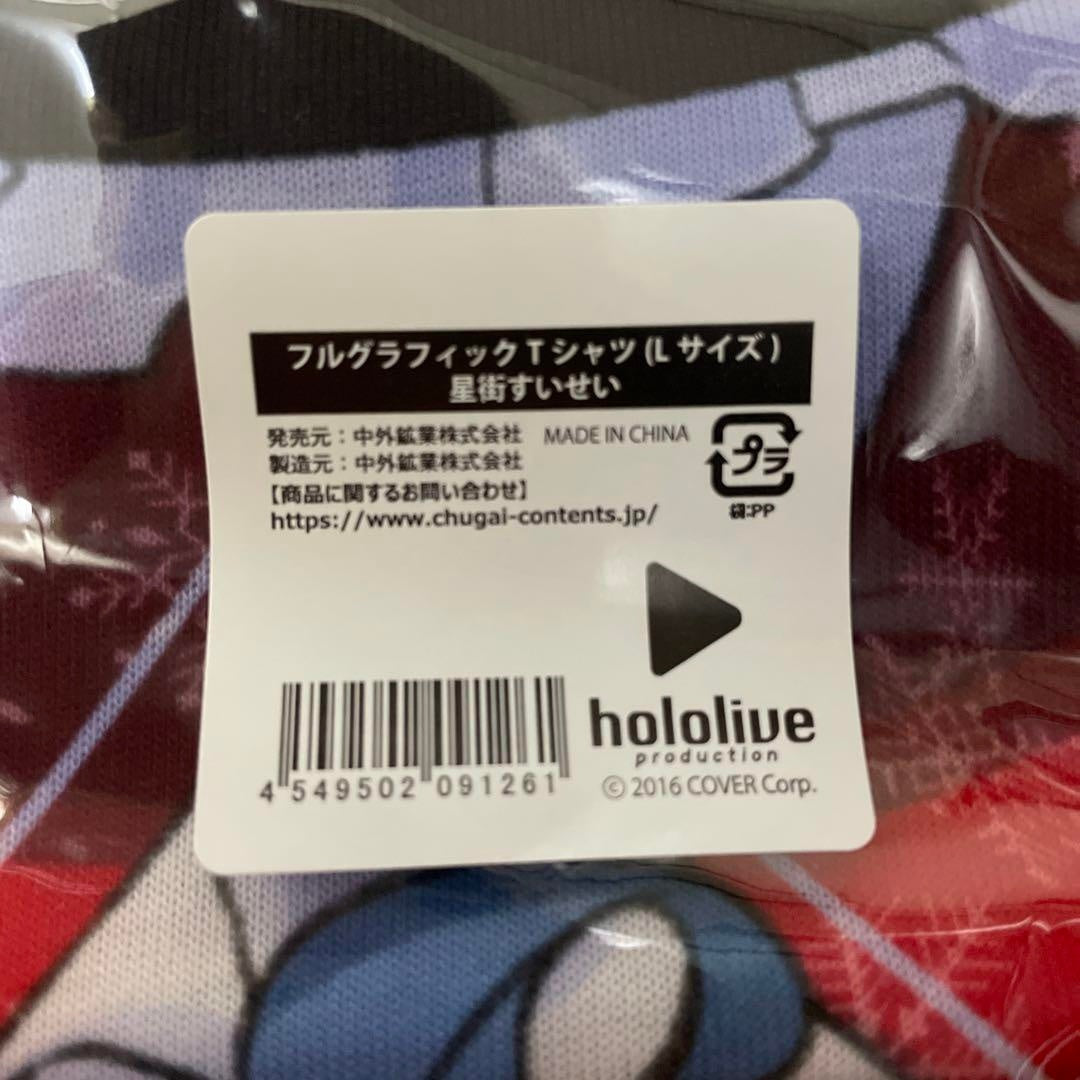 フルグラフィックTシャツ(Lサイズ)
星街すいせい
発売元：中外鉱業株式会社 MADE IN CHINA
製造元：中外鉱業株式会社
【商品に関するお問い合わせ】
https://www.chugai-contents.jp/
プラ
袋:PP
hololive
production
© 2016 COVER Corp.
4 549502 091261